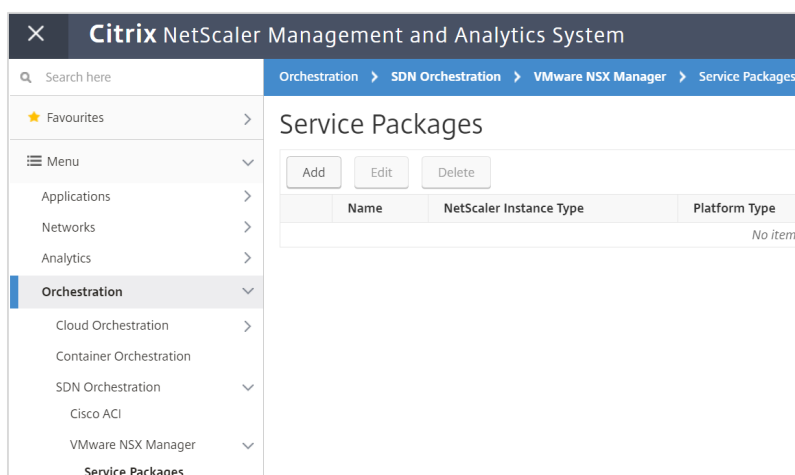 Citrix NetScaler Management and Analytics System
Search here
Orchestration > SDN Orchestration > VMware NSX Manager > Service Packages
Favourites
Service Packages
Menu
Add Edit Delete
Applications
Name NetScaler Instance Type Platform Type
Networks
No item
Analytics
Orchestration
Cloud Orchestration
Container Orchestration
SDN Orchestration
Cisco ACI
VMware NSX Manager
Service Packages